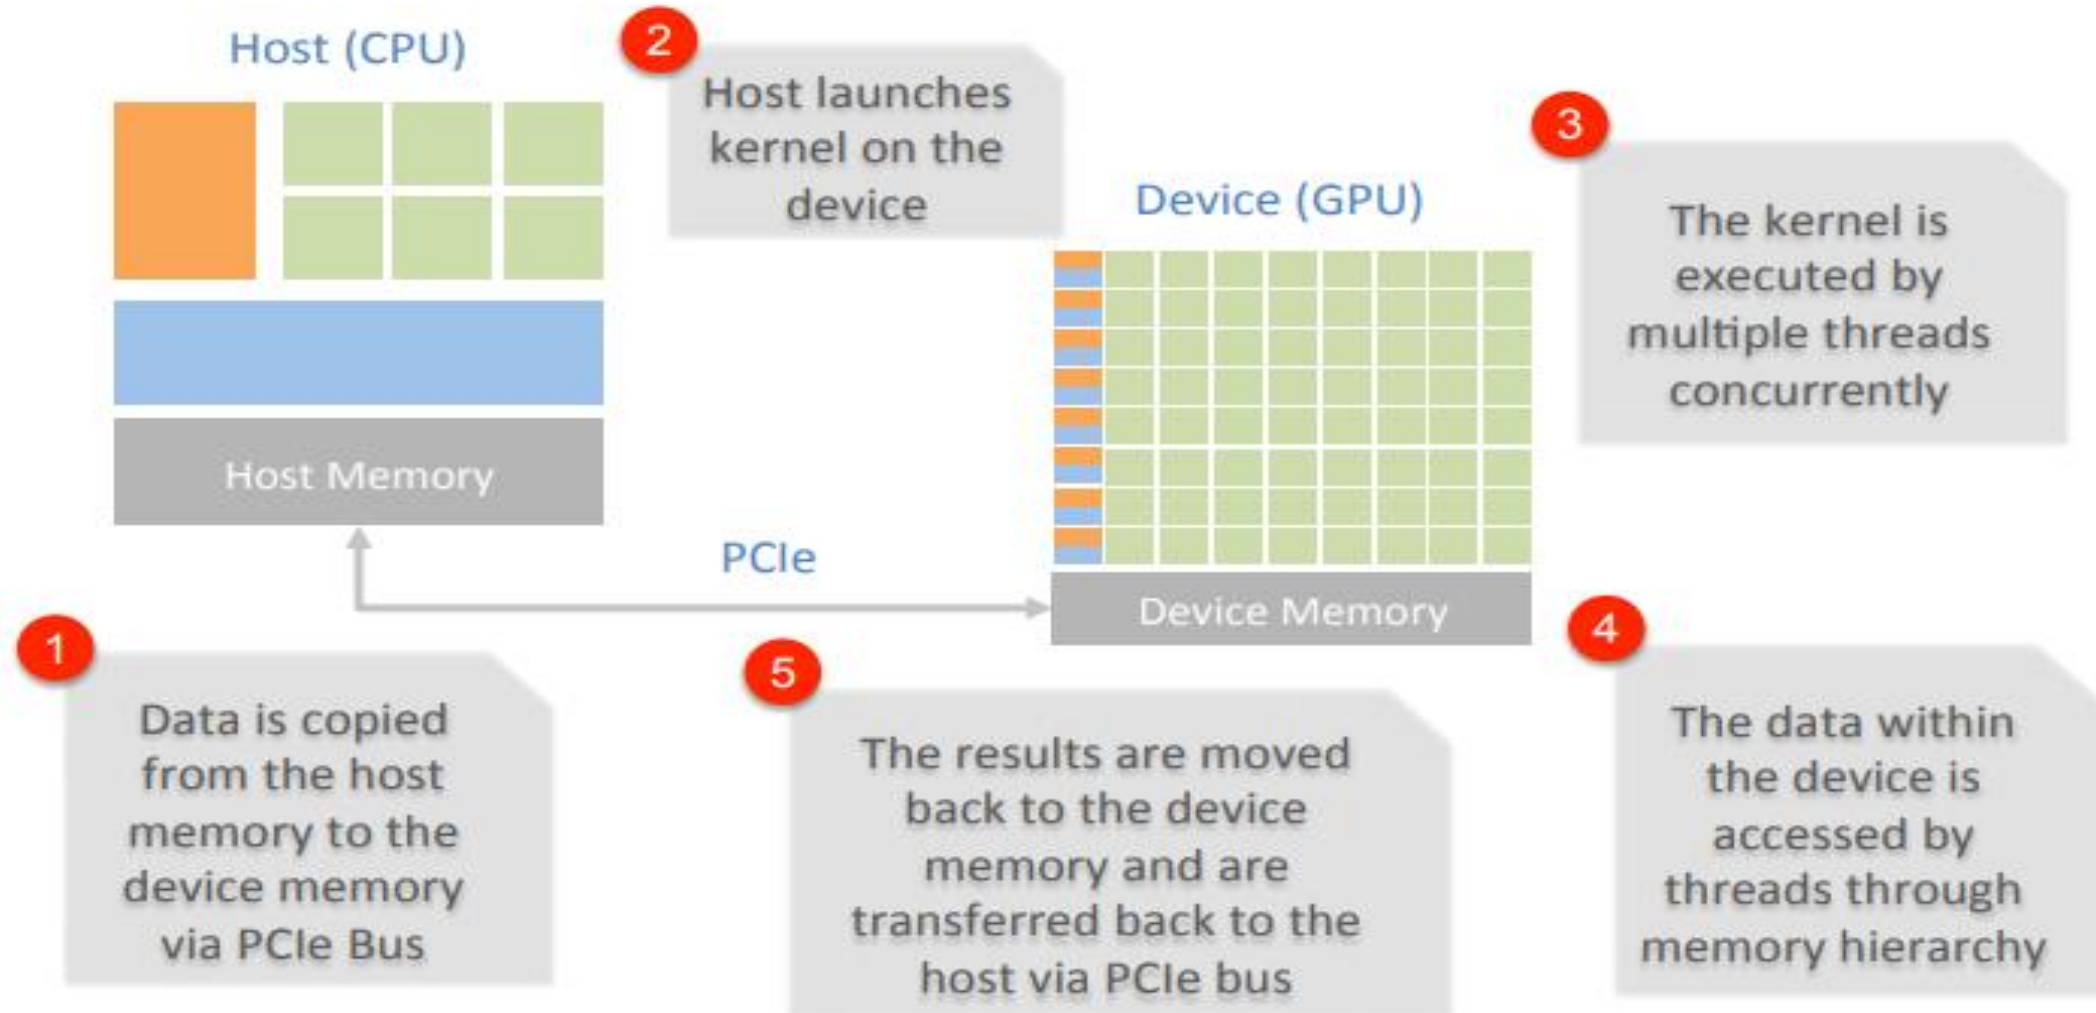 Host (CPU)
2
Host launches
kernel on the
device
3
The kernel is
executed by
multiple threads
concurrently
Device (GPU)
Host Memory
PCIe
Device Memory
1
Data is copied
from the host
memory to the
device memory
via PCIe Bus
5
The results are moved
back to the device
memory and are
transferred back to the
host via PCIe bus
4
The data within
the device is
accessed by
threads through
memory hierarchy